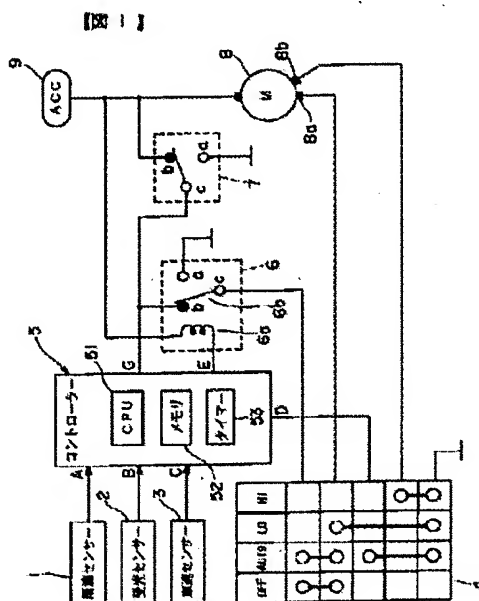 【図1】
9
ACC
8
M
8b
8a
b
a
c
7
a
b
c
6
6b
6a
5
コントローラー
51
CPU
メモリ
52
タイマー
53
A
B
C
G
E
D
1
雨滴センサー
2
受光センサー
3
車速センサー
OFF
AUTO
LO
HI